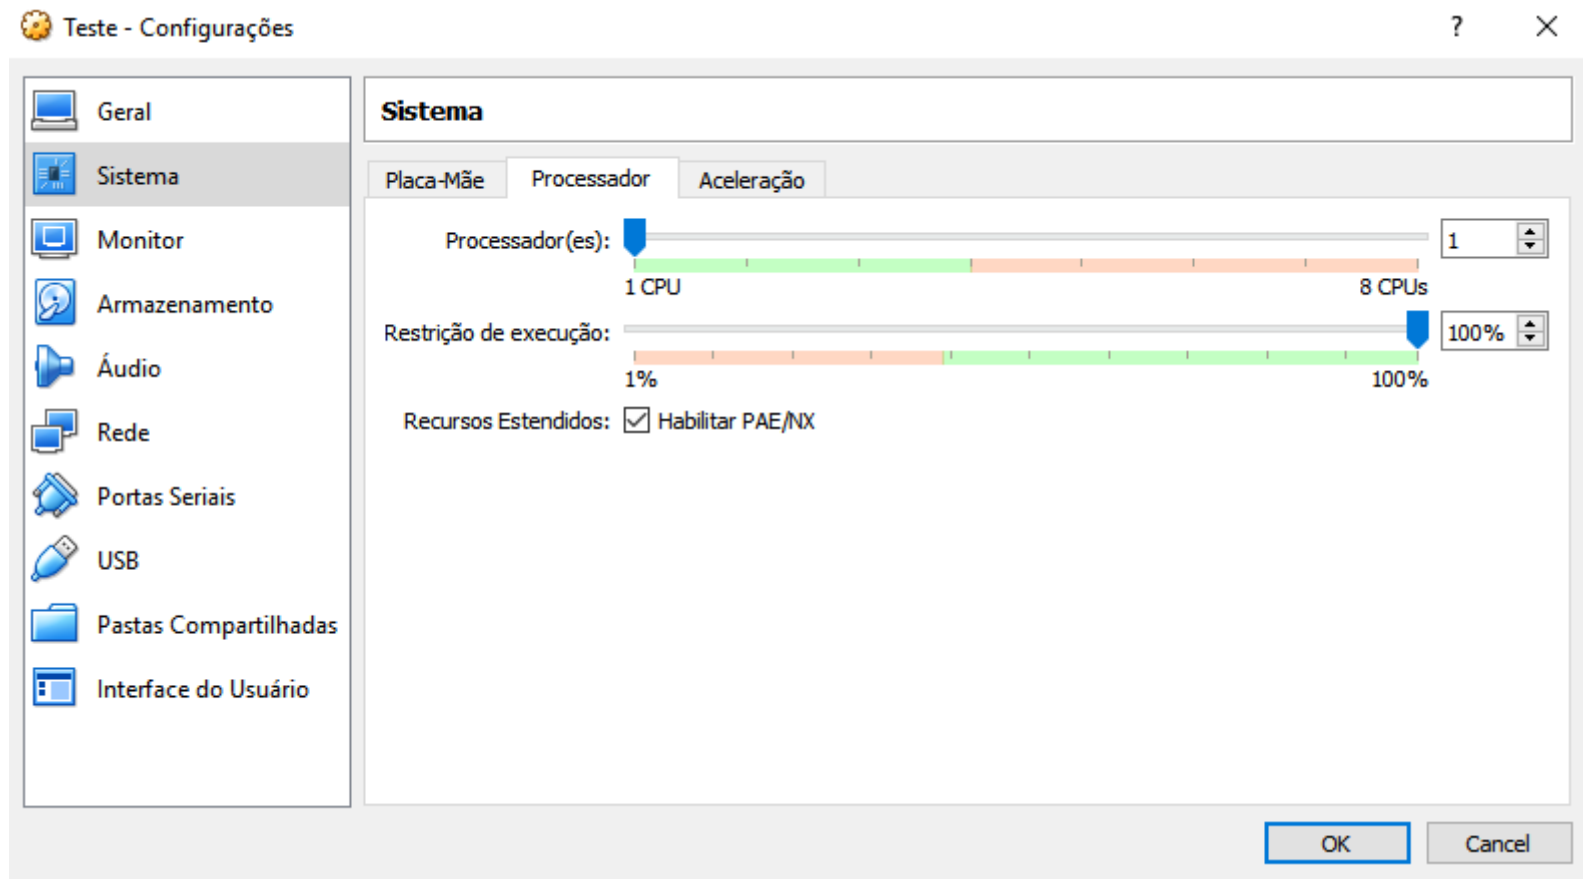 Teste - Configurações
?
Geral
Sistema
Monitor
Armazenamento
Áudio
Rede
Portas Seriais
USB
Pastas Compartilhadas
Interface do Usuário
Sistema
Placa-Mãe Processador Aceleração
Processador(es): 1
1 CPU 8 CPUs
Restrição de execução: 100%
1% 100%
Recursos Estendidos: Habilitar PAE/NX
OK Cancel